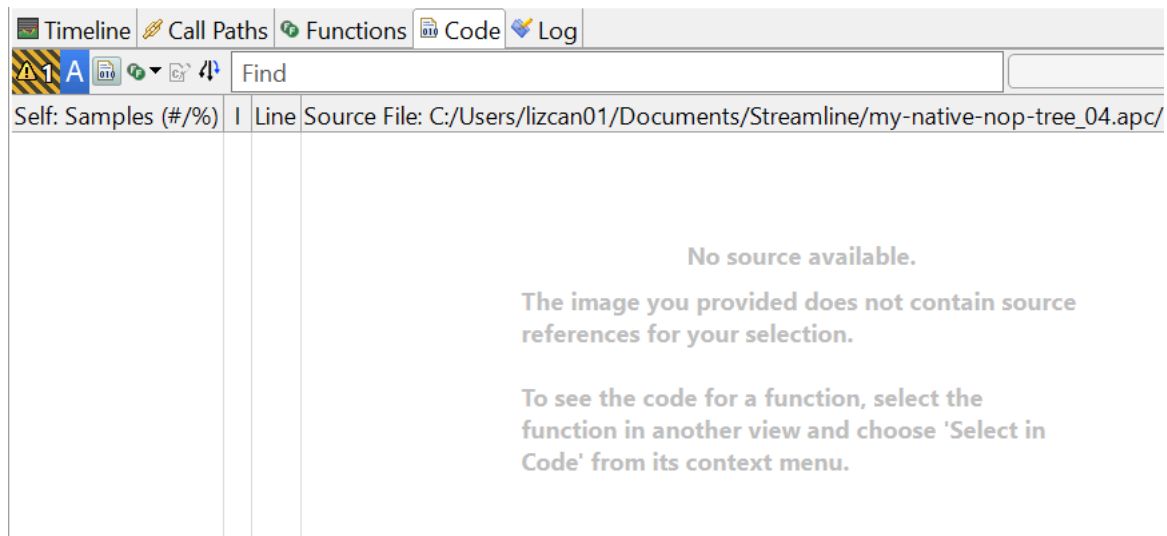 Timeline Call Paths Functions Code Log
1 A Find
Self: Samples (#/%) I Line Source File: C:/Users/lizcan01/Documents/Streamline/my-native-nop-tree_04.apc/
No source available.
The image you provided does not contain source
references for your selection.
To see the code for a function, select the
function in another view and choose 'Select in
Code' from its context menu.